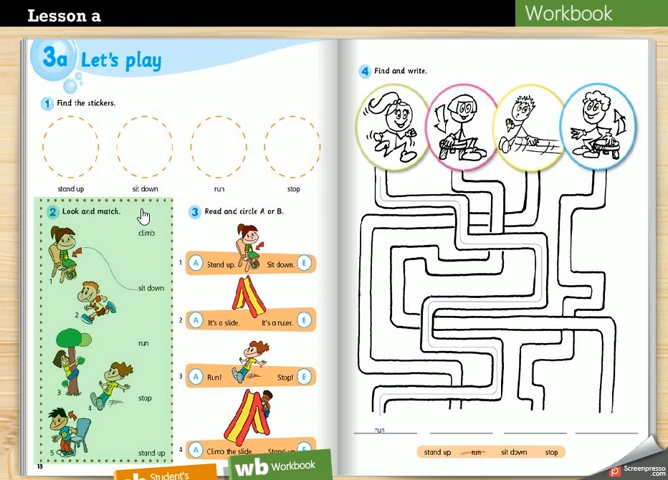 Lesson a
Workbook
3a Let's play
1 Find the stickers.
stand up sit down run stop
2 Look and match.
climb
1
sit down
2
run
3
4
stop
5
stand up
3 Read and circle A or B.
1 A Stand up. Sit down. E
2 A It's a slide. It's a ruler. E
3 A Run! Stop! E
4 A Climb the slide.
18
4 Find and write.
run
stand up run sit down stop
Student's
wb Workbook
Screenpresso
.com